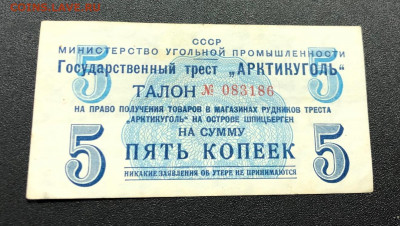 СССР
МИНИСТЕРСТВО УГОЛЬНОЙ ПРОМЫШЛЕННОСТИ
5 Государственный трест „АРКТИКУГОЛЬ“ 5
ТАЛОН № 083186
НА ПРАВО ПОЛУЧЕНИЯ ТОВАРОВ В МАГАЗИНАХ РУДНИКОВ ТРЕСТА
„АРКТИКУГОЛЬ“ НА ОСТРОВЕ ШПИЦБЕРГЕН
НА СУММУ
5 ПЯТЬ КОПЕЕК 5
НИКАКИЕ ЗАЯВЛЕНИЯ ОБ УТЕРЕ НЕ ПРИНИМАЮТСЯ